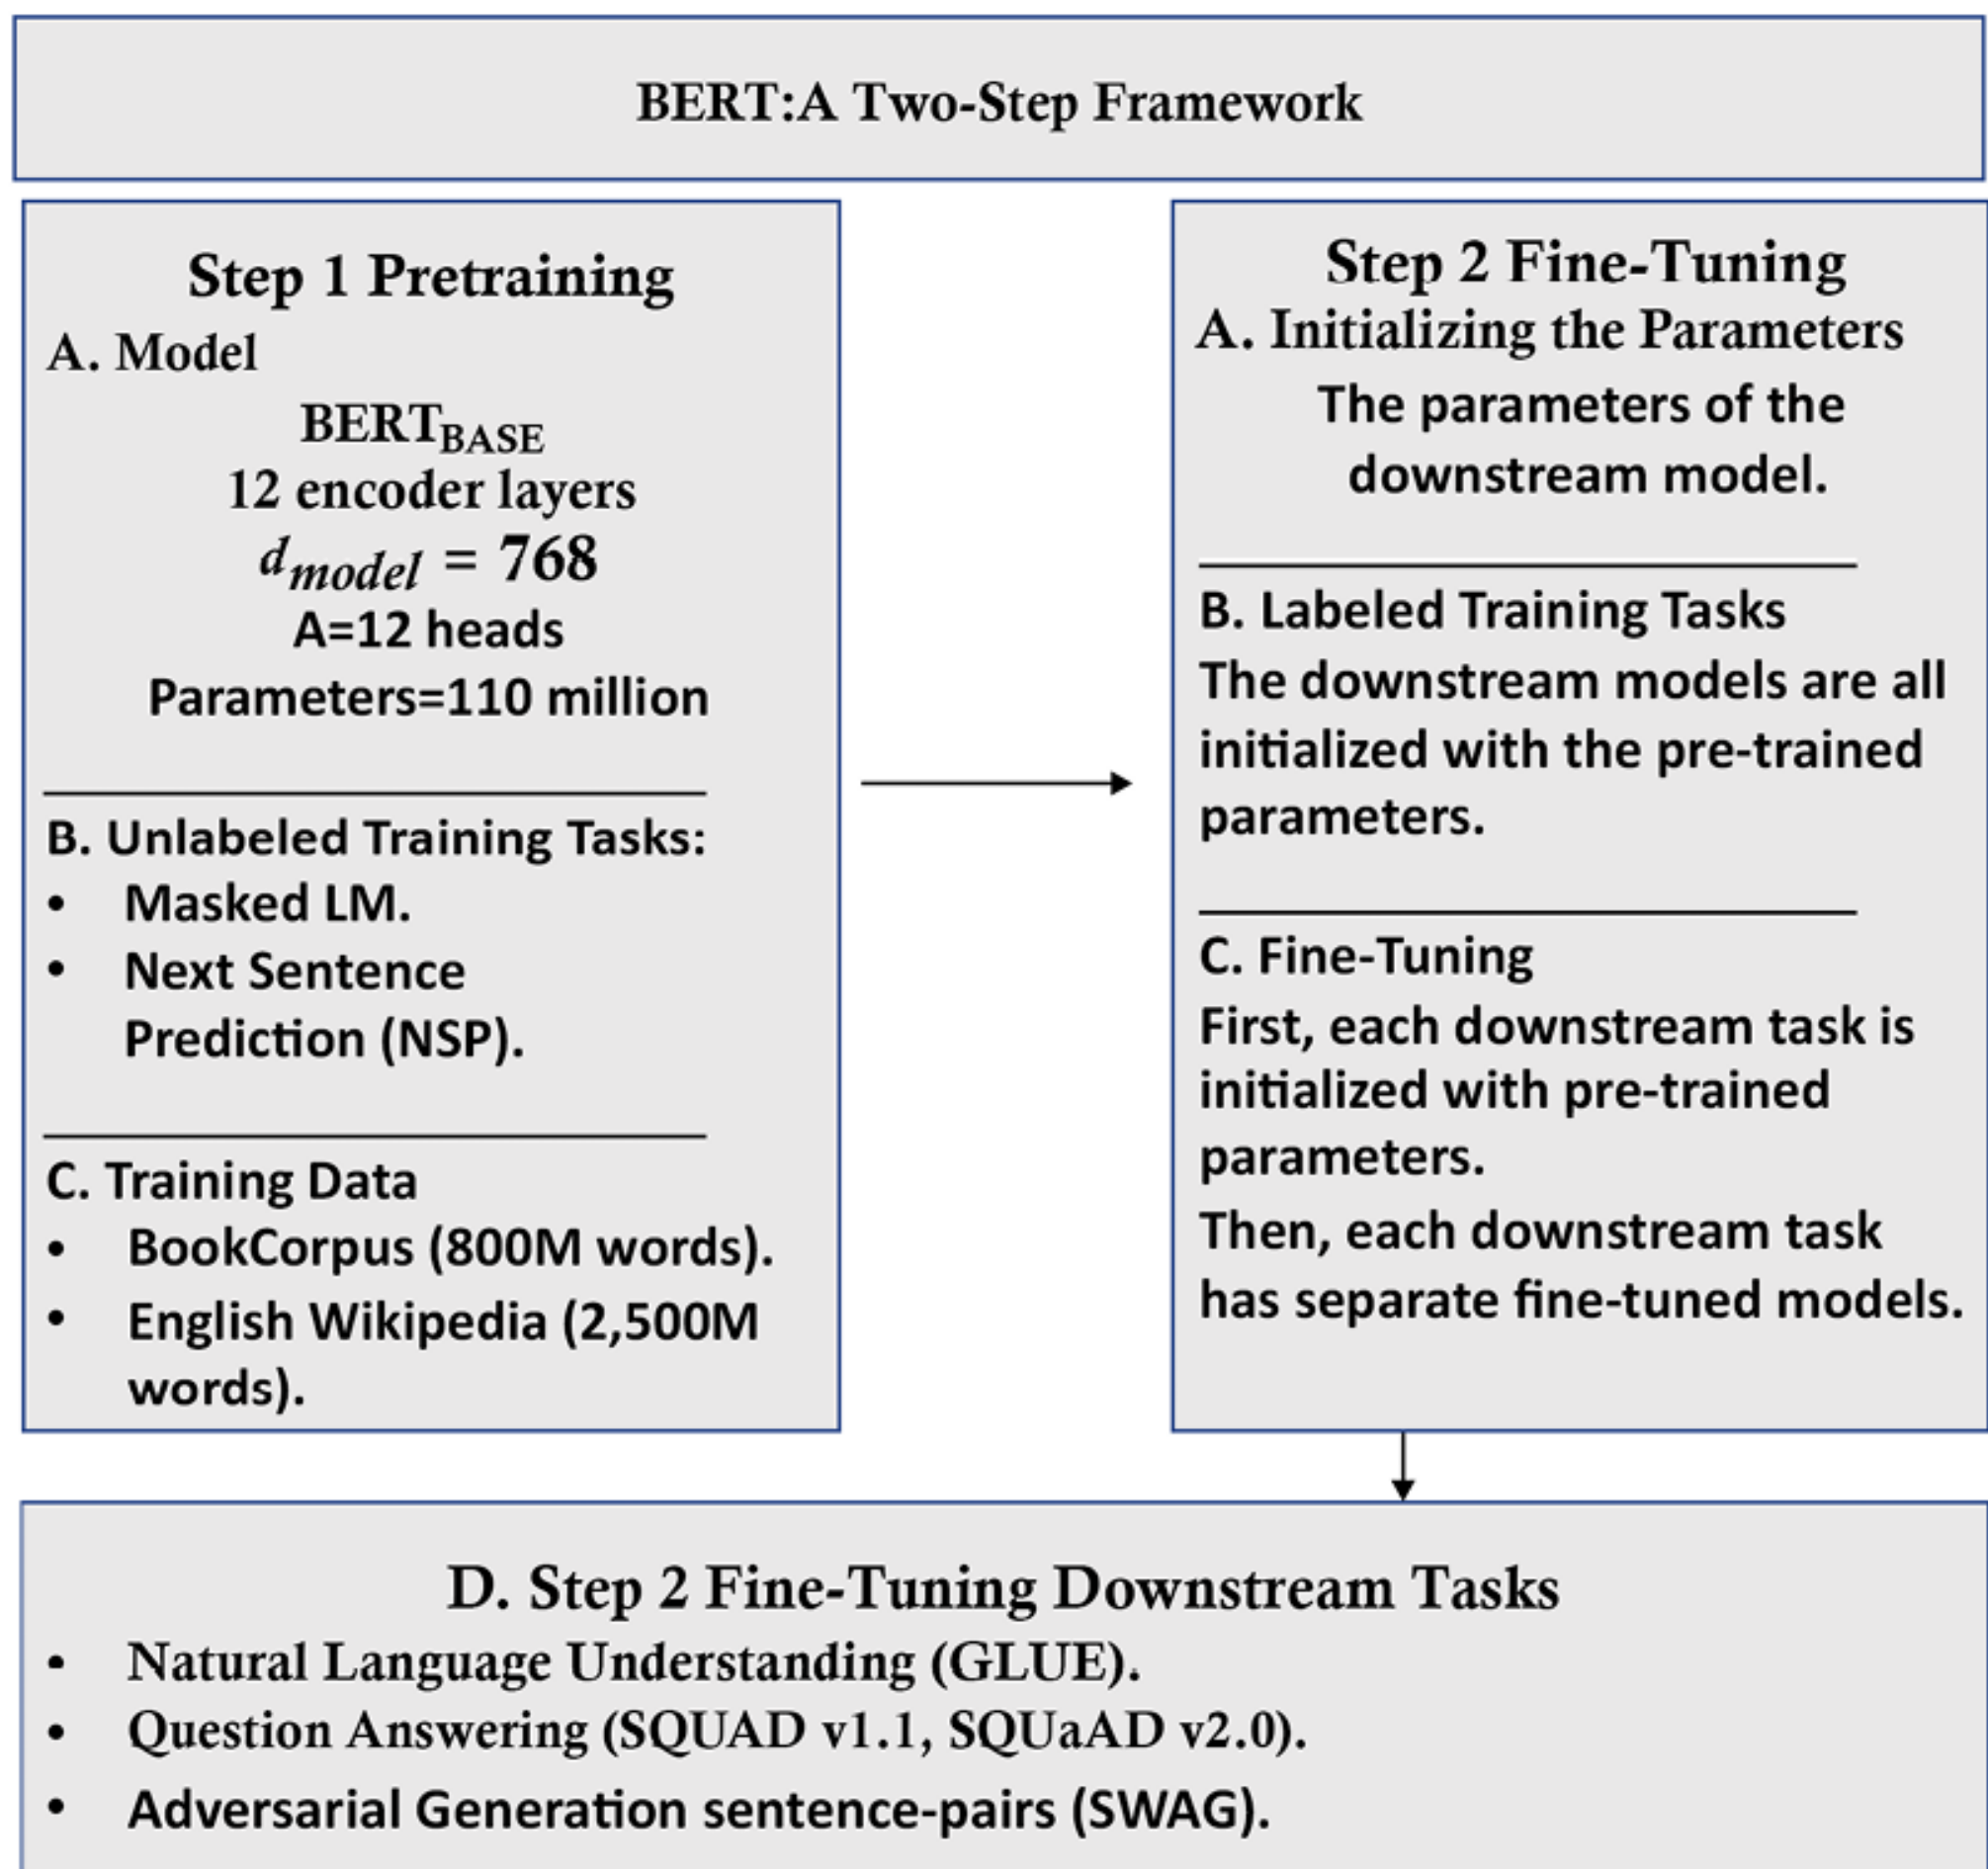 BERT:A Two-Step Framework
Step 1 Pretraining
A. Model
BERTBASE
12 encoder layers
dmodel = 768
A=12 heads
Parameters=110 million
B. Unlabeled Training Tasks:
• Masked LM.
• Next Sentence
Prediction (NSP).
C. Training Data
• BookCorpus (800M words).
• English Wikipedia (2,500M
words).
Step 2 Fine-Tuning
A. Initializing the Parameters
The parameters of the
downstream model.
B. Labeled Training Tasks
The downstream models are all
initialized with the pre-trained
parameters.
C. Fine-Tuning
First, each downstream task is
initialized with pre-trained
parameters.
Then, each downstream task
has separate fine-tuned models.
D. Step 2 Fine-Tuning Downstream Tasks
• Natural Language Understanding (GLUE).
• Question Answering (SQUAD v1.1, SQUaAD v2.0).
• Adversarial Generation sentence-pairs (SWAG).